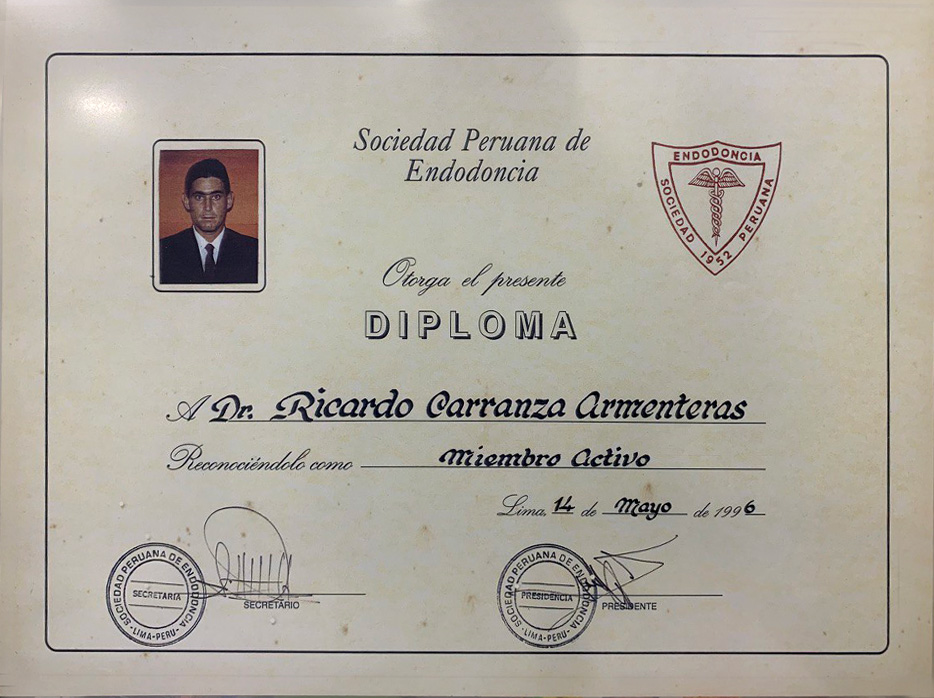 Sociedad Peruana de
Endodoncia
ENDODONCIA
SOCIEDAD PERUANA
1952
Otorga el presente
DIPLOMA
A Dr. Ricardo Carranza Armenteras
Reconociéndolo como Miembro Activo
Lima, 14 de Mayo de 1996
SOCIEDAD PERUANA DE ENDODONCIA
SECRETARIA
-LIMA-PERU-
SECRETARIO
SOCIEDAD PERUANA DE ENDODONCIA
PRESIDENCIA
-LIMA-PERU-
PRESIDENTE